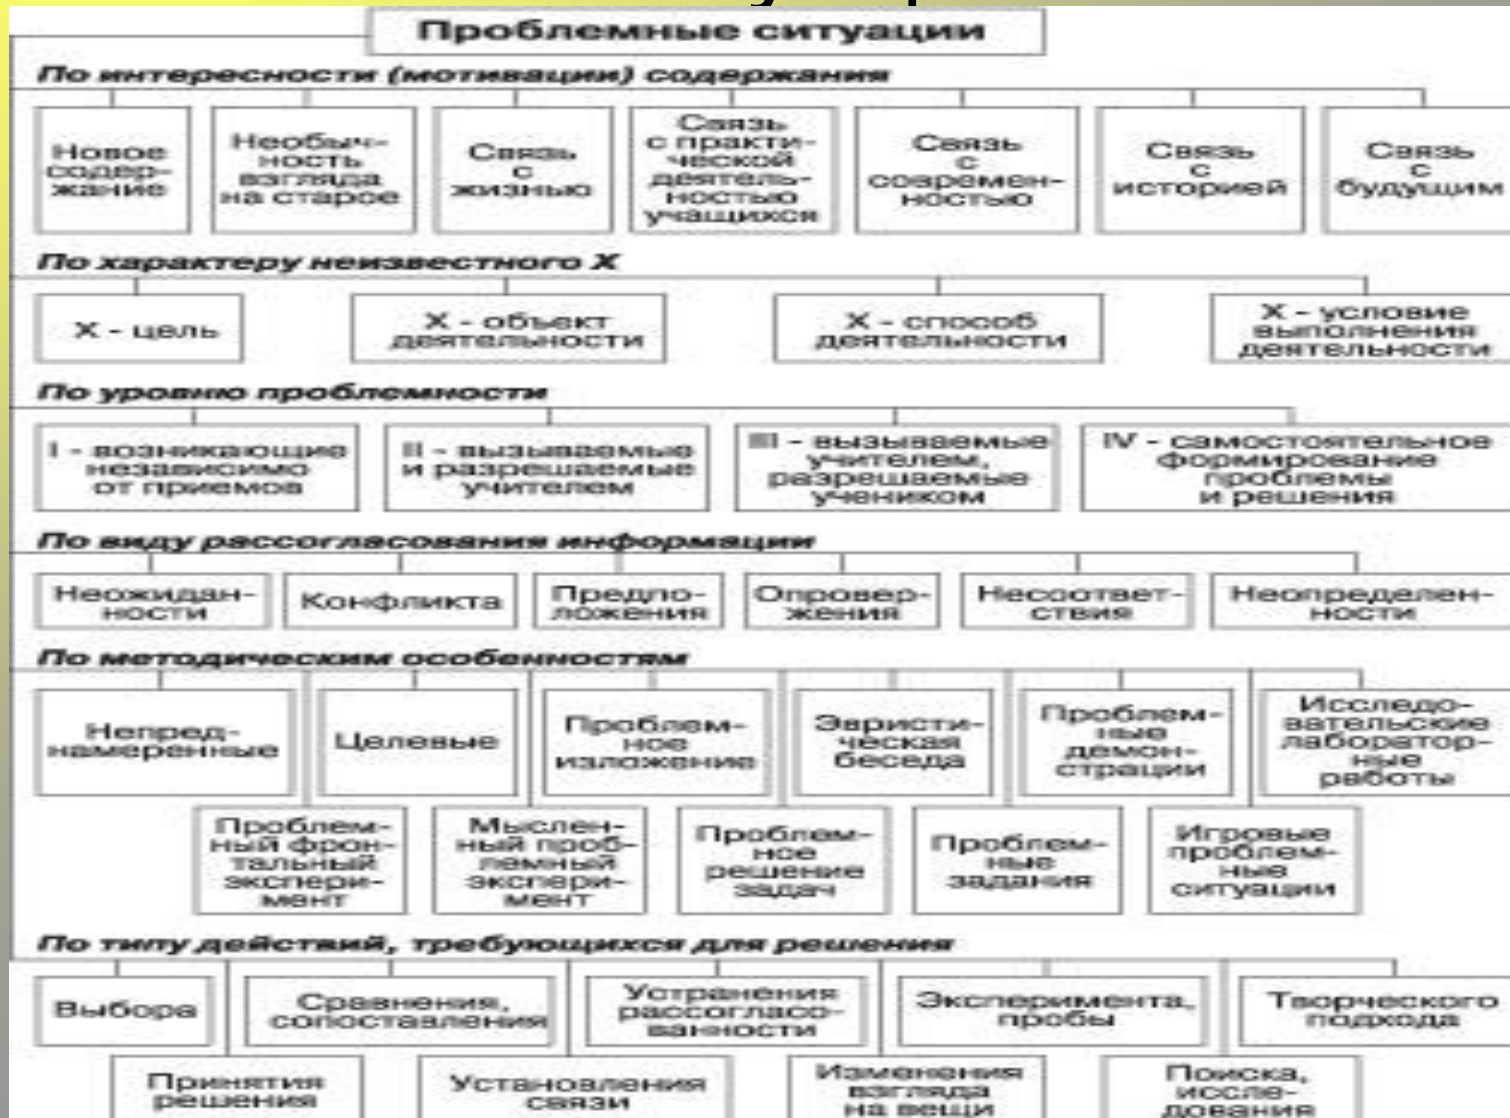 Проблемные ситуации
По интересности (мотивации) содержания
Новое
содер-
жание
Необыч-
ность
взгляда
на старое
Связь
с
жизнью
Связь
с практи-
ческой
деятель-
ностью
учащихся
Связь
с
современ-
ностью
Связь
с
историей
Связь
с
будущим
По характеру неизвестного Х
Х - цель
Х - объект
деятельности
Х - способ
деятельности
Х - условие
выполнения
деятельности
По уровню проблемности
I - возникающие
независимо
от приемов
II - вызываемые
и разрешаемые
учителем
III - вызываемые
учителем,
разрешаемые
учеником
IV - самостоятельное
формирование
проблемы
и решения
По виду рассогласования информации
Неожидан-
ности
Конфликта
Предпо-
ложения
Опровер-
жения
Несоответ-
ствия
Неопределен-
ности
По методическим особенностям
Непред-
намеренные
Целевые
Проблем-
ное
изложение
Эвристи-
ческая
беседа
Проблем-
ные
демон-
страции
Исследо-
вательские
лаборатор-
ные
работы
Проблем-
ный фрон-
тальный
экспери-
мент
Мыслен-
ный проб-
лемный
экспери-
мент
Проблем-
ное
решение
задач
Проблем-
ные
задания
Игровые
проблем-
ные
ситуации
По типу действий, требующихся для решения
Выбора
Сравнения,
сопоставления
Устранения
рассогласо-
ванности
Эксперимента,
пробы
Творческого
подхода
Принятия
решения
Установления
связи
Изменения
взгляда
на вещи
Поиска,
иссле-
дования